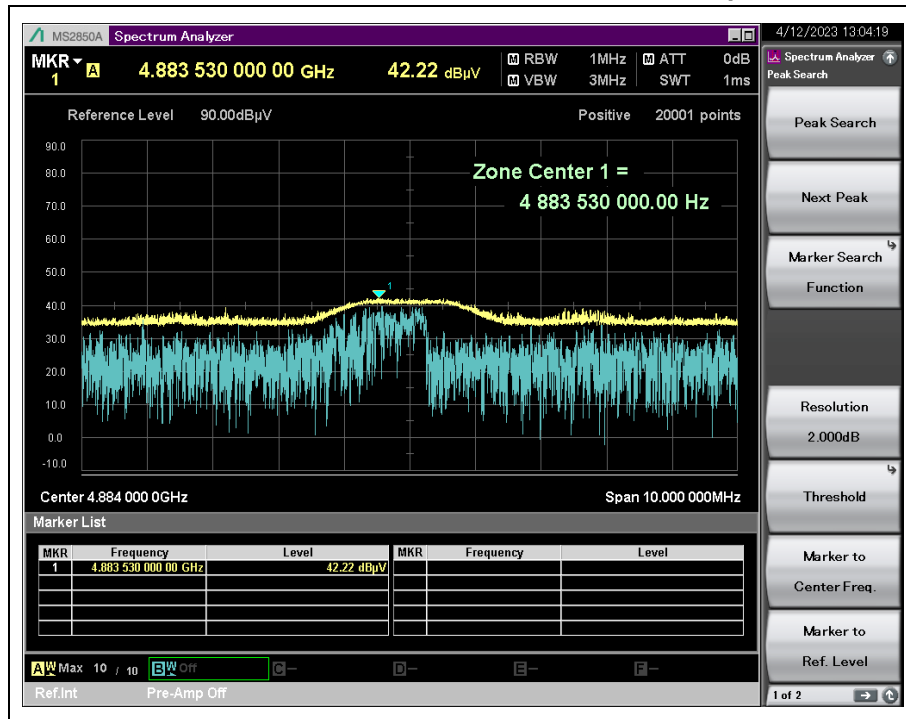 MS2850A Spectrum Analyzer
4/12/2023 13:04:19
MKR 1 A 4.883 530 000 00 GHz 42.22 dBµV
M RBW 1MHz M ATT 0dB
M VBW 3MHz SWT 1ms
Spectrum Analyzer
Peak Search
Reference Level 90.00dBµV Positive 20001 points
90.0
80.0
70.0
60.0
50.0
40.0
30.0
20.0
10.0
0.0
-10.0
Zone Center 1 =
4 883 530 000.00 Hz
1
Center 4.884 000 0GHz Span 10.000 000MHz
Marker List
MKR Frequency Level MKR Frequency Level
1 4.883 530 000 00 GHz 42.22 dBµV
A W Max 10 / 10 B W Off C- D- E- F-
Ref.Int Pre-Amp Off
Peak Search
Next Peak
Marker Search
Function
Resolution
2.000dB
Threshold
Marker to
Center Freq.
Marker to
Ref. Level
1 of 2